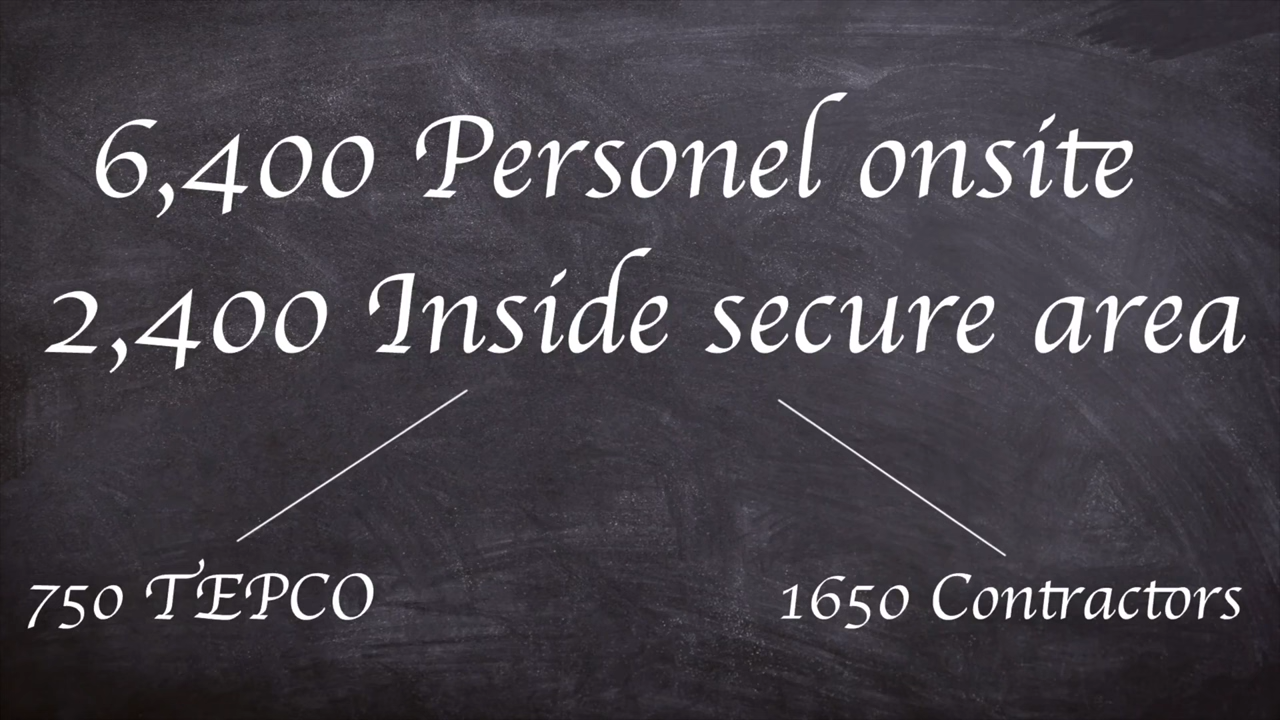 6,400 Personel onsite
2,400 Inside secure area
750 TEPCO
1650 Contractors